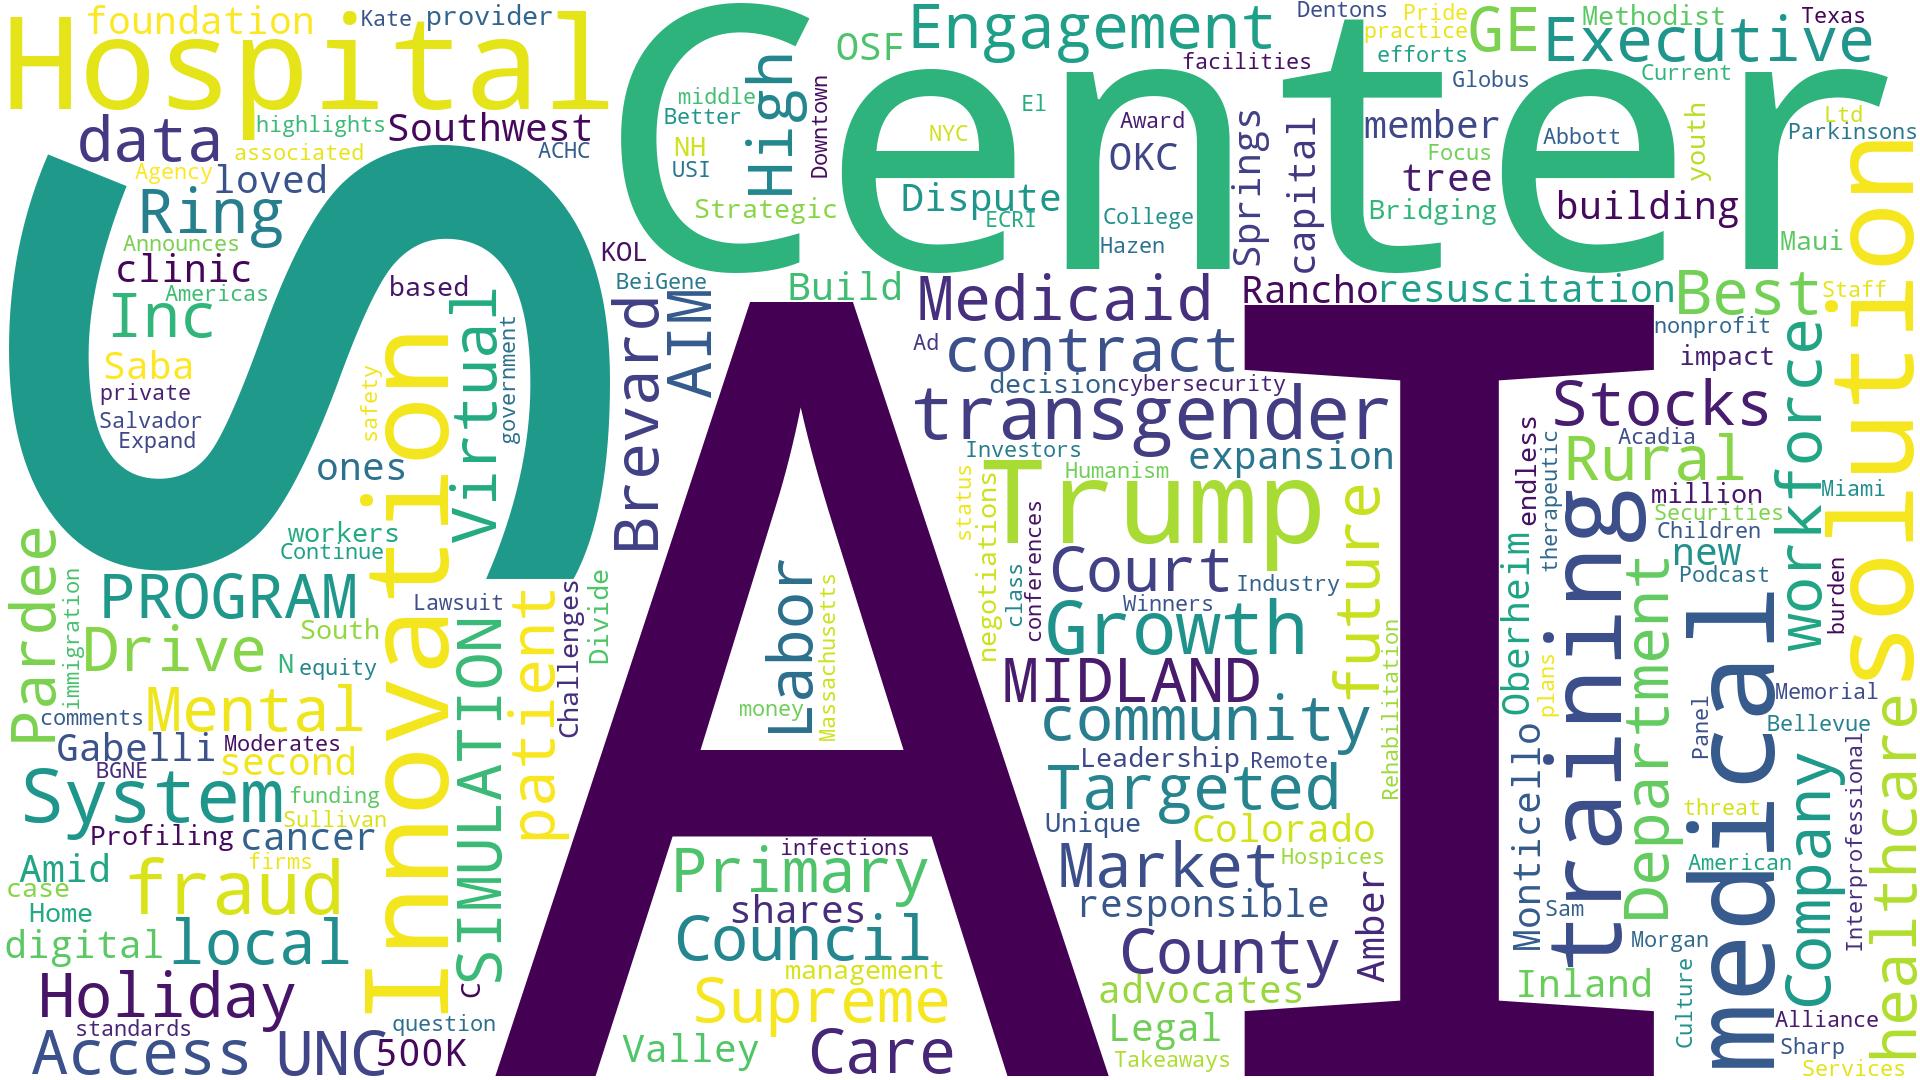 foundation
Kate
provider
Hospital
Center
Engagement
OSF
Dentons
Pride
practice
efforts
GE
Methodist
Executive
Texas
facilities
Globus
Current
data
highlights
Southwest
associated
ACHC
Agency
loved
Ring
Announces
clinic
Americas
Inc
Saba
private
Salvador
Expand
S
based
Virtual
government
safety
ones
workers
Continue
middle
Better
NH
USI
High
Downtown
Strategic
NYC
El
Dispute
ECRI
Award
OKC
College
Hazen
Springs
capital
member
Focus
tree
Bridging
Abbott
building
youth
Ltd
Parkinsons
Maui
solution
KOL
BeiGene
Brevard
AIM
Build
Medicaid
Rancho
resuscitation
Best
Staff
Ad
contract
decision
cybersecurity
transgender
nonprofit
impact
Stocks
workforce
Investors
Humanism
expansion
Acadia
Rural
million
Securities
Miami
Children
new
Podcast
burden
AI
status
negotiations
Trump
conferences
class
Court
Industry
Winners
Growth
future
MIDLAND
community
Rehabilitation
endless
therapeutic
Oberheim
plans
training
Department
medical
Labor
money
Massachusetts
Pardee
immigration
PROGRAM
Lawsuit
Drive
South
N
equity
Innovation
SIMULATION
patient
Challenges
Divide
Mental
comments
Gabelli
Moderates
BGNE
second
System
funding
Sullivan
Profiling
cancer
firms
Amid
case
fraud
Home
digital
local
Holiday
c
standards
question
Access
UNC
500K
Leadership
Remote
Targeted
Unique
Colorado
Market
Hospices
responsible
County
Amber
advocates
Legal
Takeaways
infections
Primary
shares
Council
management
Supreme
Valley
Care
Monticello
Sam
Inland
Panel
Memorial
Bellevue
threat
American
Company
Interprofessional
healthcare
Morgan
Culture
Alliance
Sharp
Services